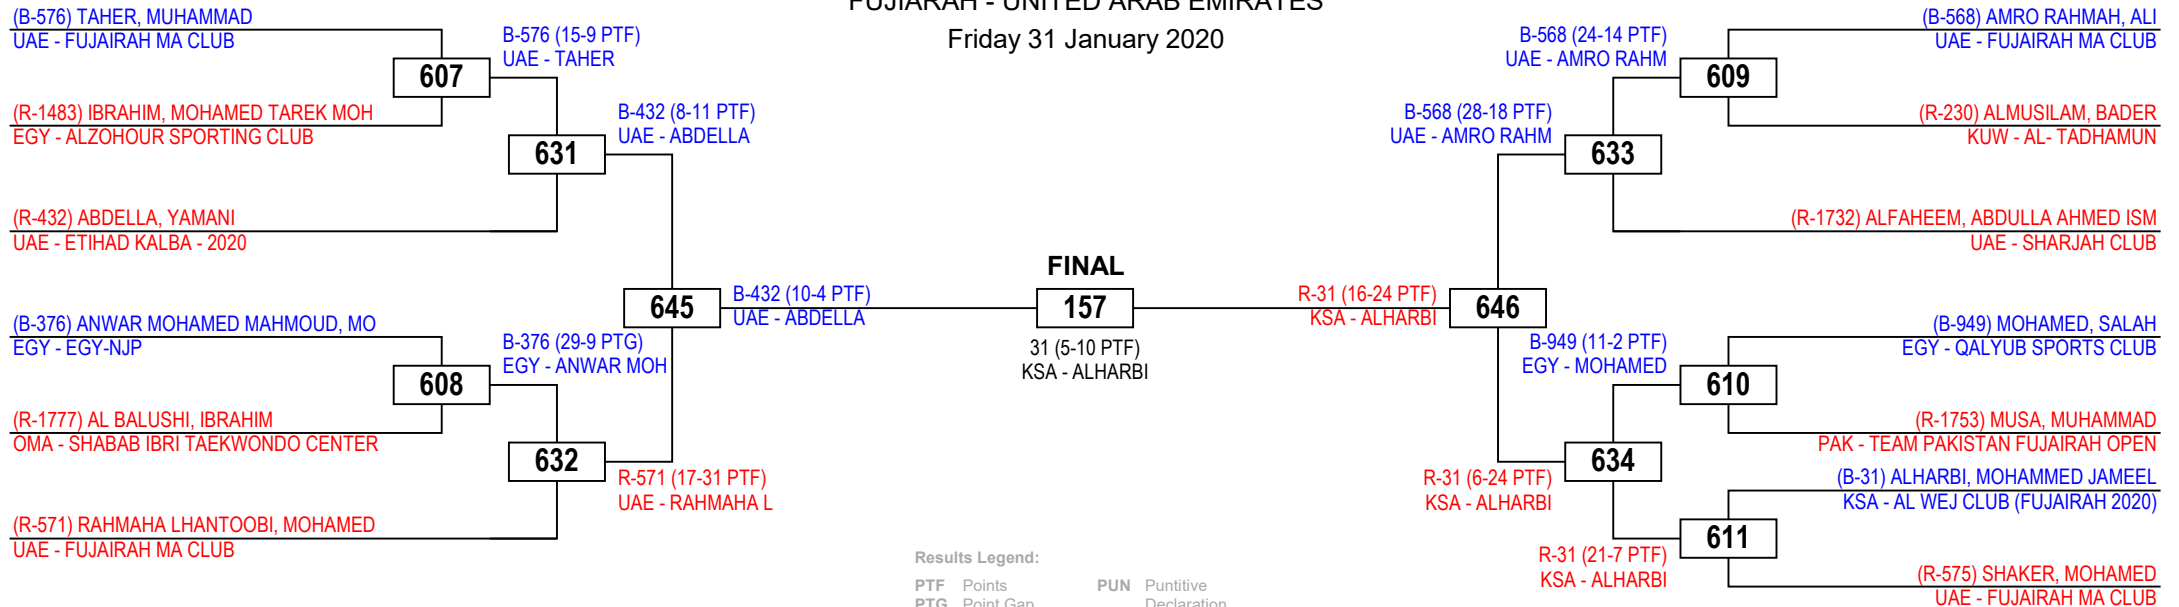 FUJIARAH - UNITED ARAB EMIRATES
Friday 31 January 2020
(B-576) TAHER, MUHAMMAD
UAE - FUJAIRAH MA CLUB
607
(R-1483) IBRAHIM, MOHAMED TAREK MOH
EGY - ALZOHOUR SPORTING CLUB
B-576 (15-9 PTF)
UAE - TAHER
631
(R-432) ABDELLA, YAMANI
UAE - ETIHAD KALBA - 2020
B-432 (8-11 PTF)
UAE - ABDELLA
645
B-432 (10-4 PTF)
UAE - ABDELLA
(B-376) ANWAR MOHAMED MAHMOUD, MO
EGY - EGY-NJP
608
(R-1777) AL BALUSHI, IBRAHIM
OMA - SHABAB IBRI TAEKWONDO CENTER
B-376 (29-9 PTG)
EGY - ANWAR MOH
632
(R-571) RAHMAHA LHANTOOBI, MOHAMED
UAE - FUJAIRAH MA CLUB
R-571 (17-31 PTF)
UAE - RAHMAHA L
FINAL
157
31 (5-10 PTF)
KSA - ALHARBI
(B-568) AMRO RAHMAH, ALI
UAE - FUJAIRAH MA CLUB
609
(R-230) ALMUSILAM, BADER
KUW - AL- TADHAMUN
B-568 (24-14 PTF)
UAE - AMRO RAHM
633
(R-1732) ALFAHEEM, ABDULLA AHMED ISM
UAE - SHARJAH CLUB
B-568 (28-18 PTF)
UAE - AMRO RAHM
646
R-31 (16-24 PTF)
KSA - ALHARBI
(B-949) MOHAMED, SALAH
EGY - QALYUB SPORTS CLUB
610
(R-1753) MUSA, MUHAMMAD
PAK - TEAM PAKISTAN FUJAIRAH OPEN
B-949 (11-2 PTF)
EGY - MOHAMED
634
R-31 (6-24 PTF)
KSA - ALHARBI
(B-31) ALHARBI, MOHAMMED JAMEEL
KSA - AL WEJ CLUB (FUJAIRAH 2020)
611
(R-575) SHAKER, MOHAMED
UAE - FUJAIRAH MA CLUB
R-31 (21-7 PTF)
KSA - ALHARBI
Results Legend:
PTF Points PUN Puntitive
PTG Point Gap Declaration